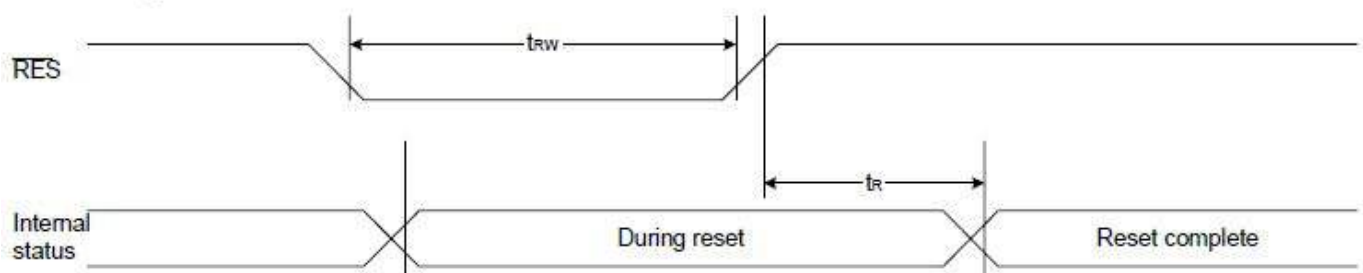 tRW
RES
tR
Internal
status
During reset
Reset complete